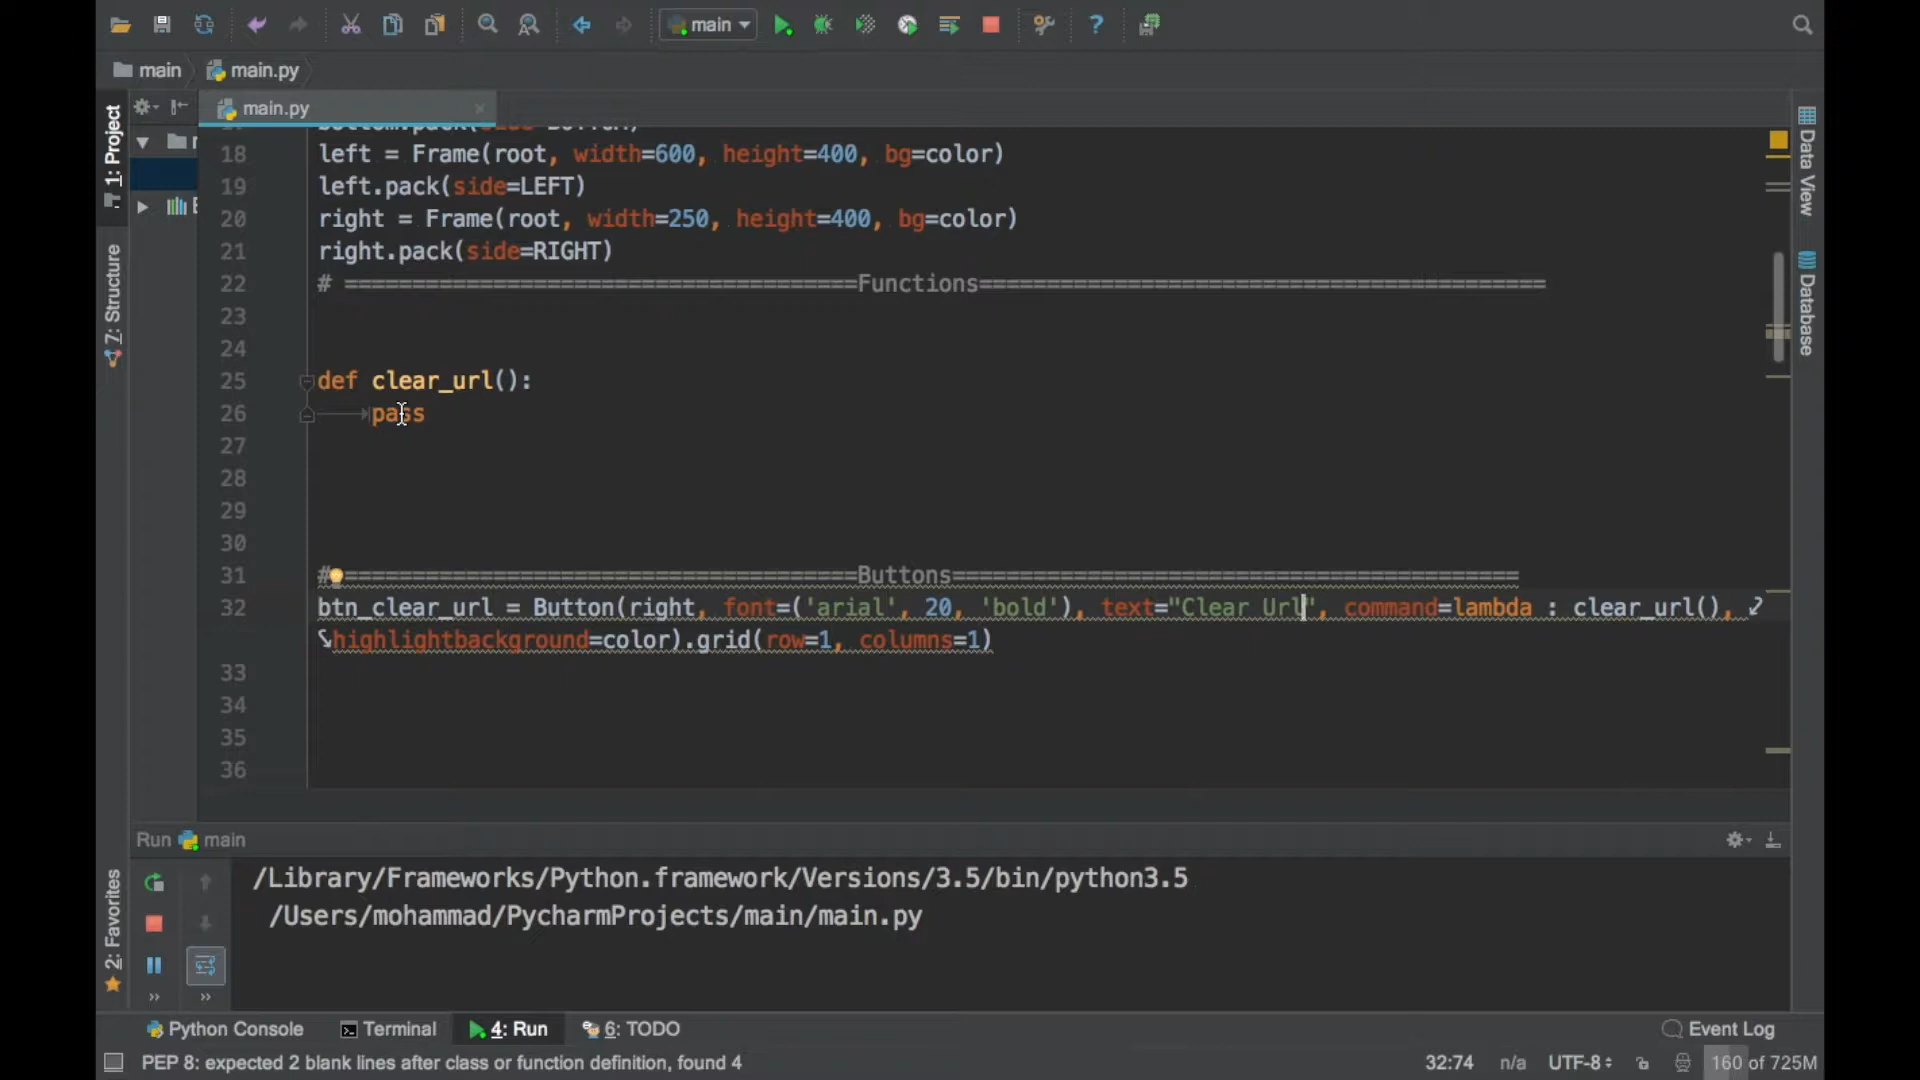 main
main main.py
main.py
18 left = Frame(root, width=600, height=400, bg=color)
19 left.pack(side=LEFT)
20 right = Frame(root, width=250, height=400, bg=color)
21 right.pack(side=RIGHT)
22 # ======================================Functions==========================================
23
24
25 def clear_url():
26 pass
27
28
29
30
31 # ======================================Buttons==========================================
32 btn_clear_url = Button(right, font=('arial', 20, 'bold'), text="Clear Url", command=lambda : clear_url(),
highlightbackground=color).grid(row=1, columns=1)
33
34
35
36
1: Project
7: Structure
2: Favorites
Data View
Database
Run main
/Library/Frameworks/Python.framework/Versions/3.5/bin/python3.5
/Users/mohammad/PycharmProjects/main/main.py
Python Console Terminal 4: Run 6: TODO Event Log
PEP 8: expected 2 blank lines after class or function definition, found 4 32:74 n/a UTF-8 160 of 725M